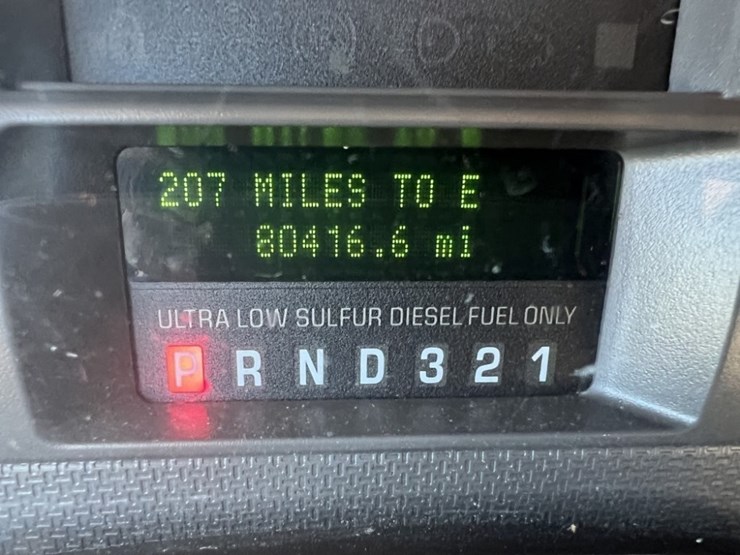 207 MILES TO E
80416.6 mi
ULTRA LOW SULFUR DIESEL FUEL ONLY
P R N D 3 2 1